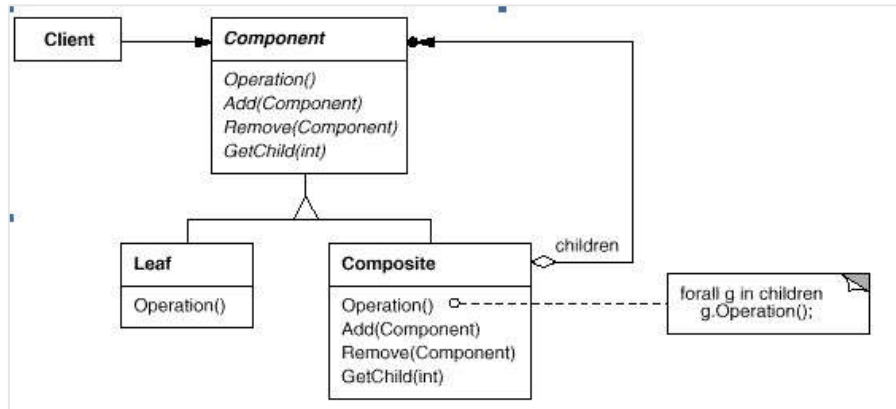 Client
Component
Operation()
Add(Component)
Remove(Component)
GetChild(int)
Leaf
Operation()
Composite
Operation()
Add(Component)
Remove(Component)
GetChild(int)
children
forall g in children
g.Operation();